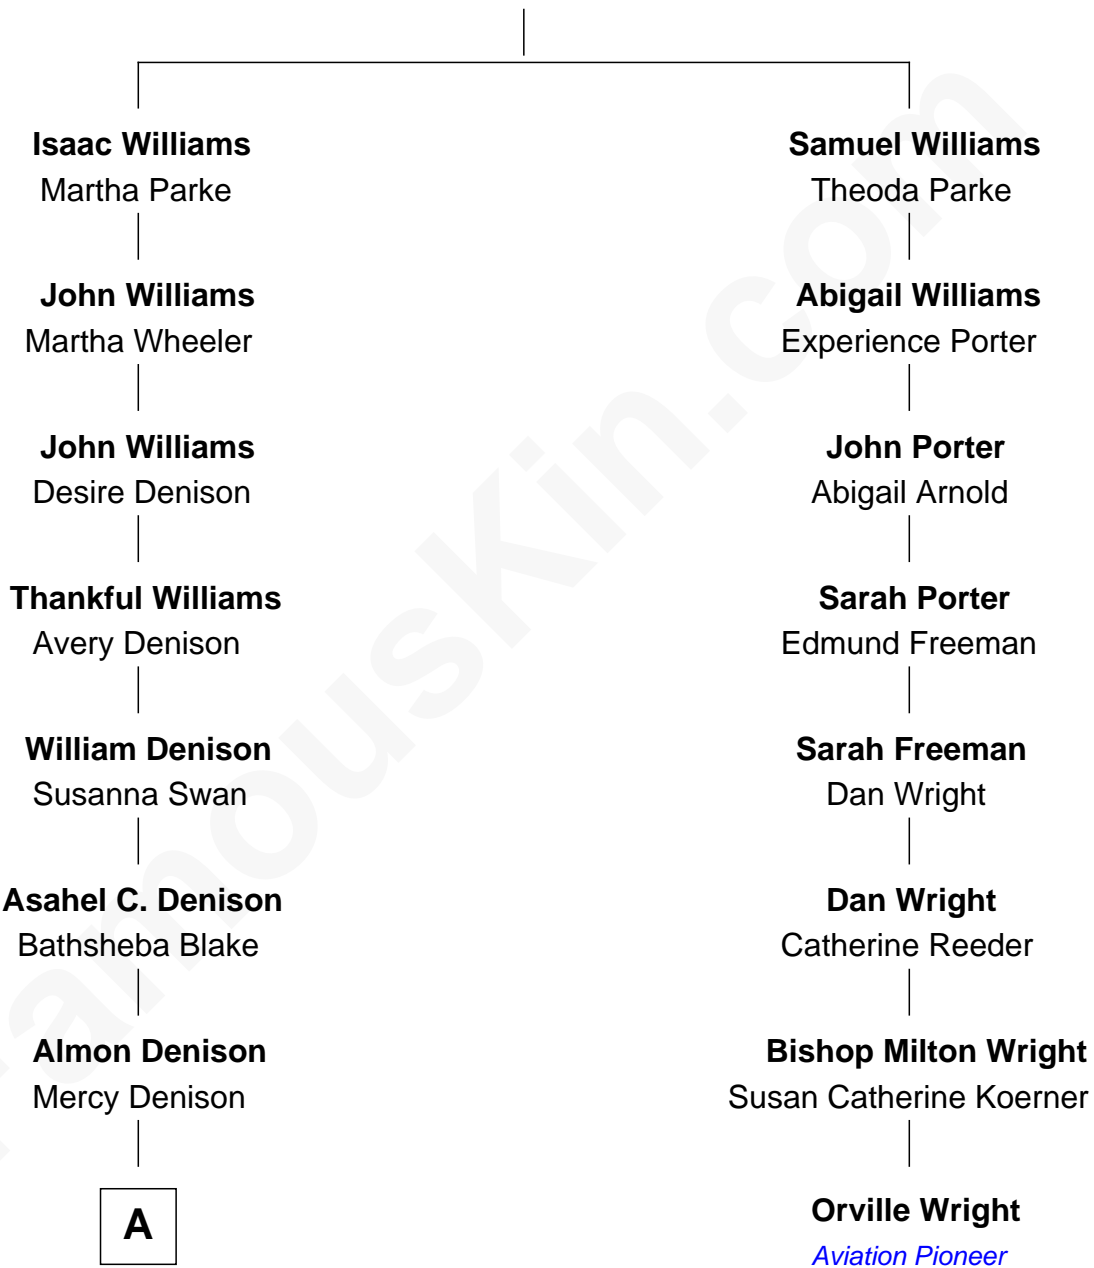 Isaac Williams
Martha Parke
John Williams
Martha Wheeler
John Williams
Desire Denison
Thankful Williams
Avery Denison
William Denison
Susanna Swan
Asahel C. Denison
Bathsheba Blake
Almon Denison
Mercy Denison
A
Samuel Williams
Theoda Parke
Abigail Williams
Experience Porter
John Porter
Abigail Arnold
Sarah Porter
Edmund Freeman
Sarah Freeman
Dan Wright
Dan Wright
Catherine Reeder
Bishop Milton Wright
Susan Catherine Koerner
Orville Wright
Aviation Pioneer
FamousKin.com